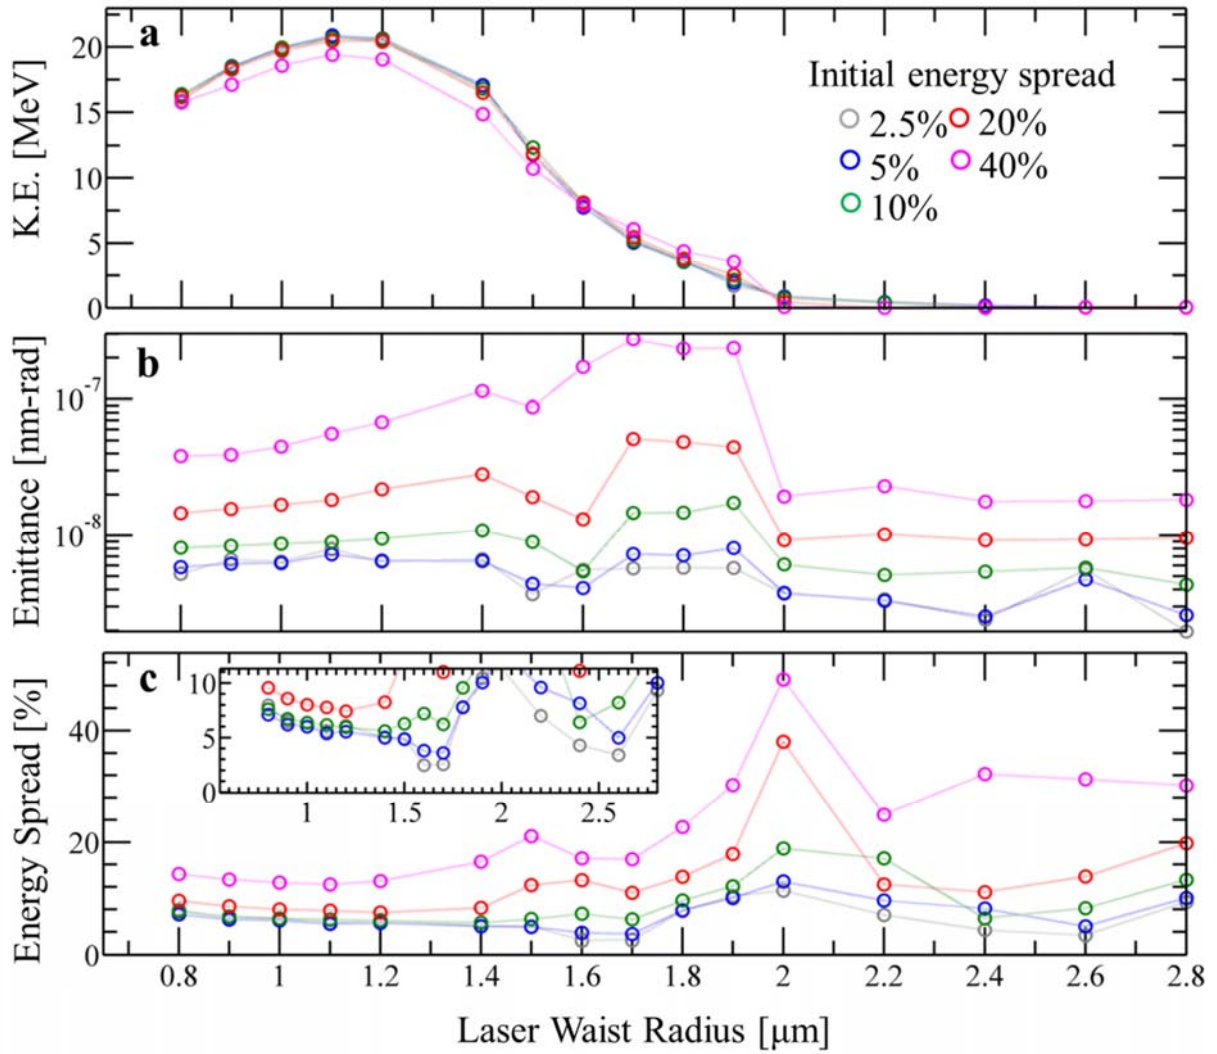 a
K.E. [MeV]
20
15
10
5
0
Initial energy spread
2.5% 20%
5% 40%
10%
b
Emittance [nm-rad]
10-7
10-8
c
Energy Spread [%]
40
20
0
10
5
0
1 1.5 2 2.5
0.8 1 1.2 1.4 1.6 1.8 2 2.2 2.4 2.6 2.8
Laser Waist Radius [μm]